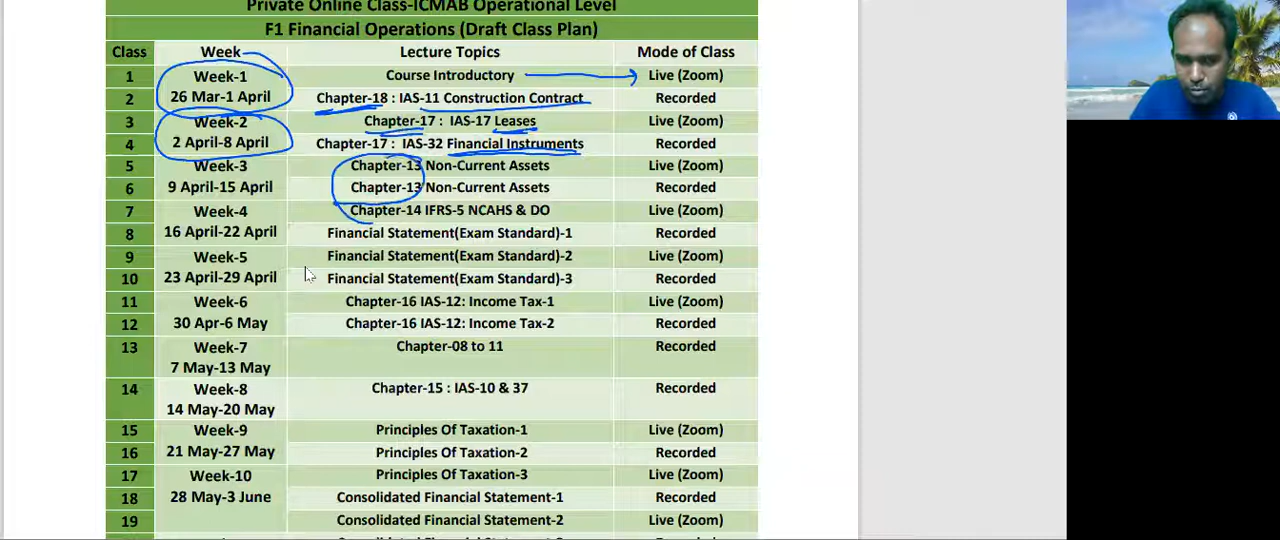 Private Online Class-ICMAB Operational Level
F1 Financial Operations (Draft Class Plan)
Class Week Lecture Topics Mode of Class
1 Week-1 Course Introductory Live (Zoom)
2 26 Mar-1 April Chapter-18 : IAS-11 Construction Contract Recorded
3 Week-2 Chapter-17 : IAS-17 Leases Live (Zoom)
4 2 April-8 April Chapter-17 : IAS-32 Financial Instruments Recorded
5 Week-3 Chapter-13 Non-Current Assets Live (Zoom)
6 9 April-15 April Chapter-13 Non-Current Assets Recorded
7 Week-4 Chapter-14 IFRS-5 NCAHS & DO Live (Zoom)
8 16 April-22 April Financial Statement(Exam Standard)-1 Recorded
9 Week-5 Financial Statement(Exam Standard)-2 Live (Zoom)
10 23 April-29 April Financial Statement(Exam Standard)-3 Recorded
11 Week-6 Chapter-16 IAS-12: Income Tax-1 Live (Zoom)
12 30 Apr-6 May Chapter-16 IAS-12: Income Tax-2 Recorded
13 Week-7 Chapter-08 to 11 Recorded
7 May-13 May
14 Week-8 Chapter-15 : IAS-10 & 37 Recorded
14 May-20 May
15 Week-9 Principles Of Taxation-1 Live (Zoom)
16 21 May-27 May Principles Of Taxation-2 Recorded
17 Week-10 Principles Of Taxation-3 Live (Zoom)
18 28 May-3 June Consolidated Financial Statement-1 Recorded
19 Consolidated Financial Statement-2 Live (Zoom)